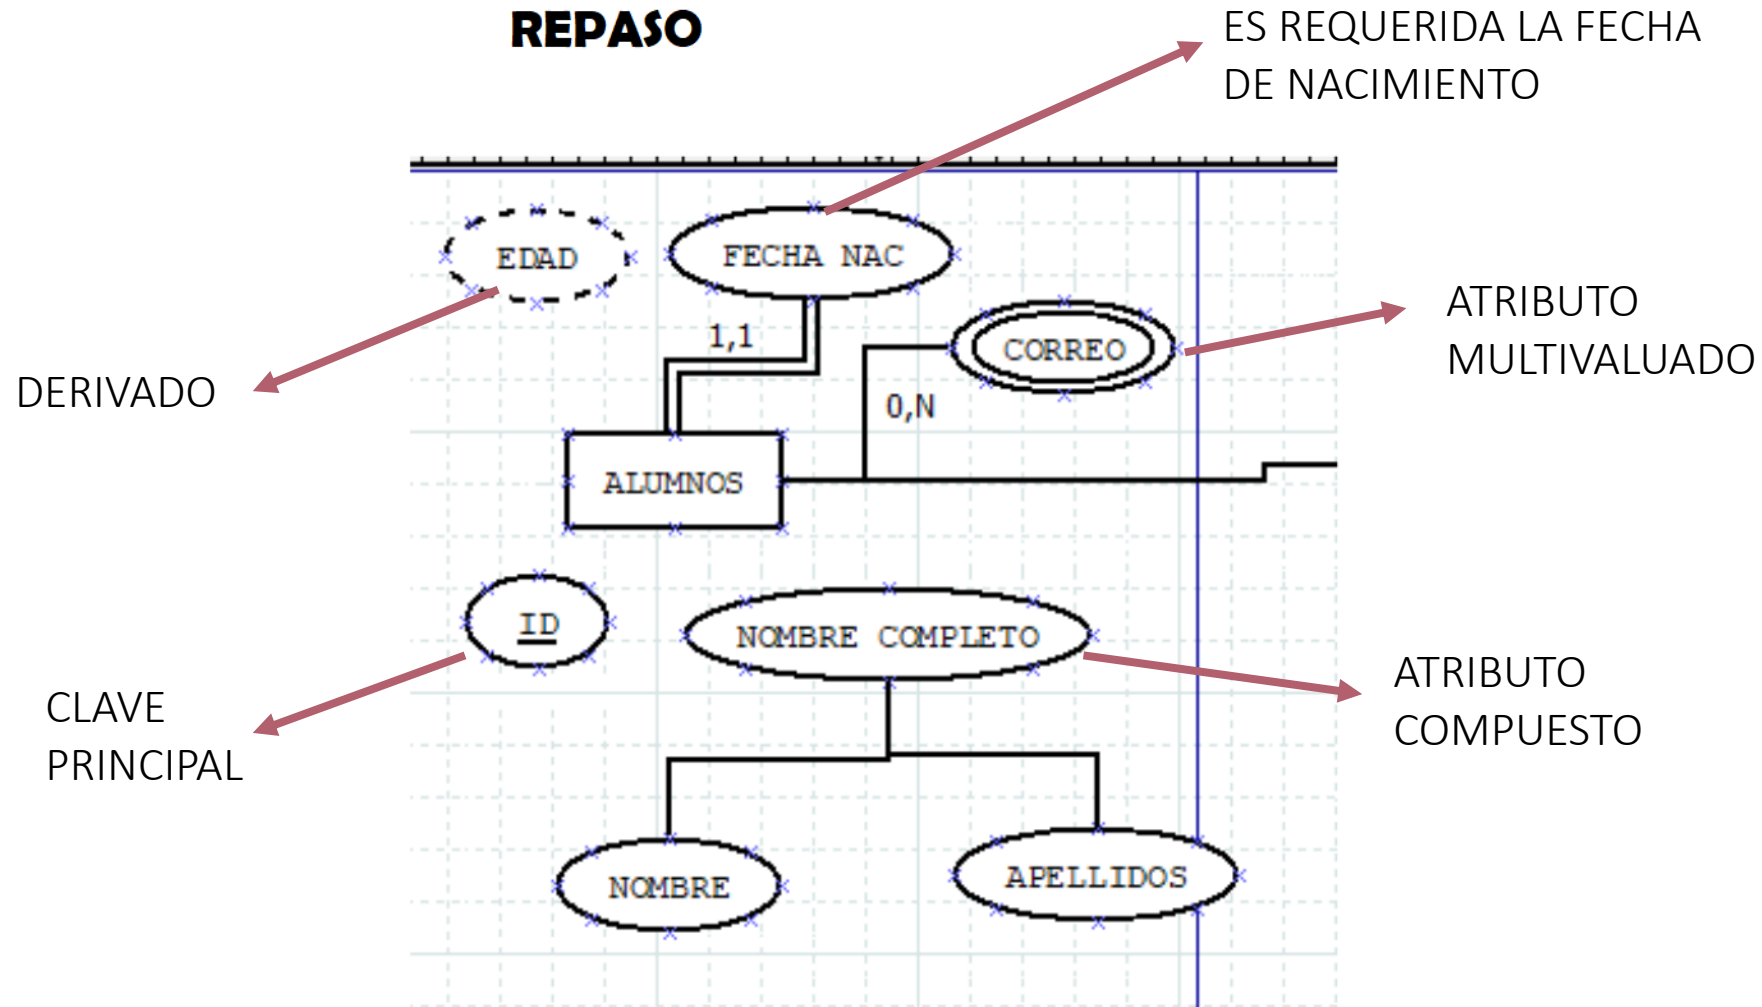 REPASO
ES REQUERIDA LA FECHA
DE NACIMIENTO
EDAD
FECHA NAC
1,1
CORREO
ATRIBUTO
MULTIVALUADO
DERIVADO
0,N
ALUMNOS
ID
NOMBRE COMPLETO
CLAVE
PRINCIPAL
ATRIBUTO
COMPUESTO
NOMBRE
APELLIDOS